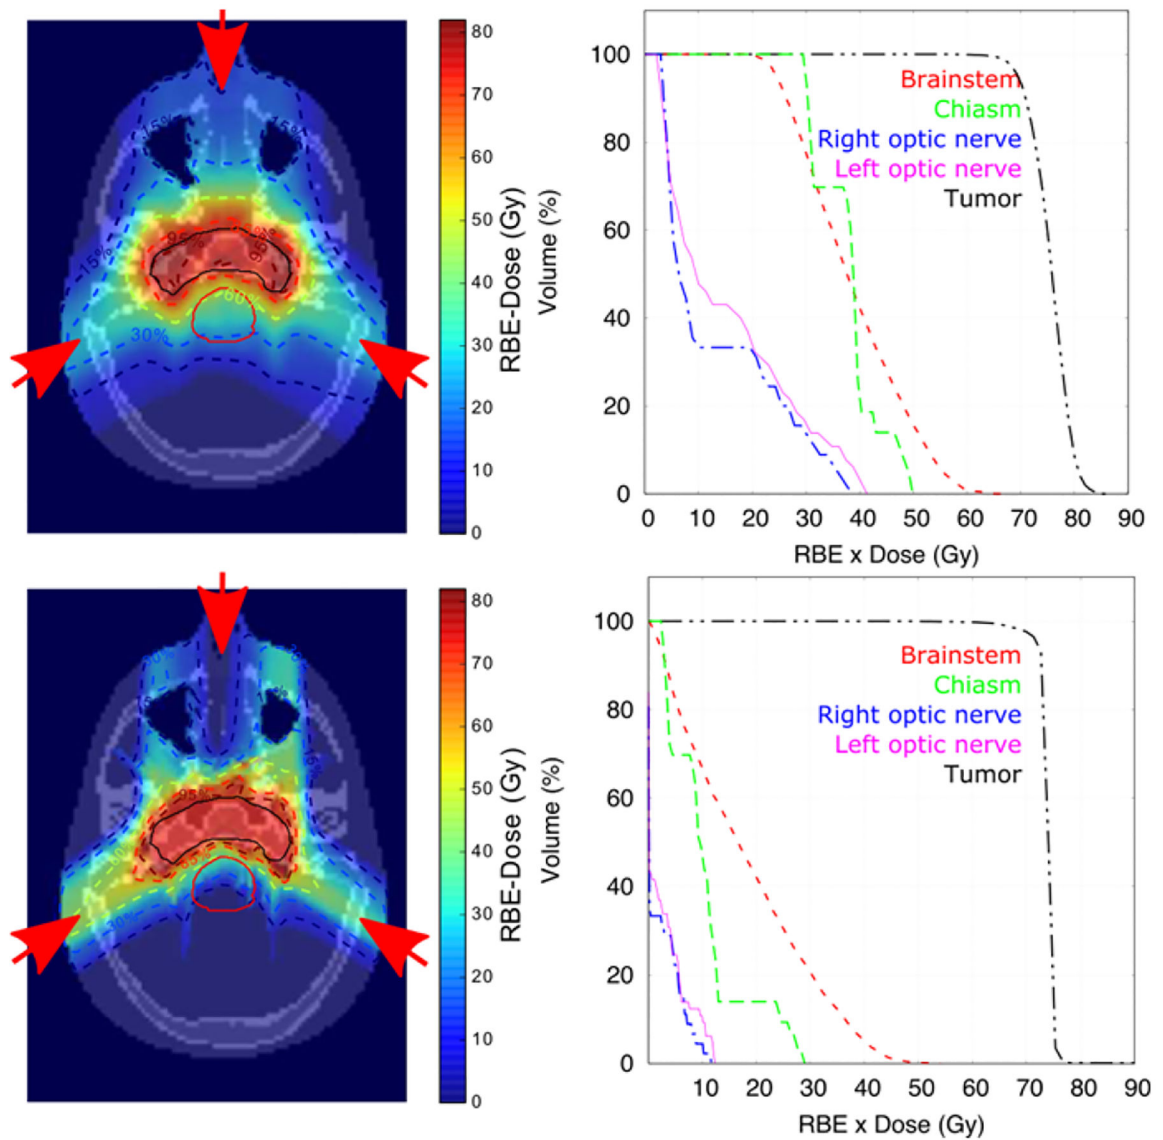 80
70
60
50
40
30
20
10
0
RBE-Dose (Gy)
15%
15%
15%
95%
95%
60%
30%
100
80
60
40
20
0
Volume (%)
Brainstem
Chiasm
Right optic nerve
Left optic nerve
Tumor
0 10 20 30 40 50 60 70 80 90
RBE x Dose (Gy)
80
70
60
50
40
30
20
10
0
RBE-Dose (Gy)
95%
30%
100
80
60
40
20
0
Volume (%)
Brainstem
Chiasm
Right optic nerve
Left optic nerve
Tumor
10 20 30 40 50 60 70 80 90
RBE x Dose (Gy)